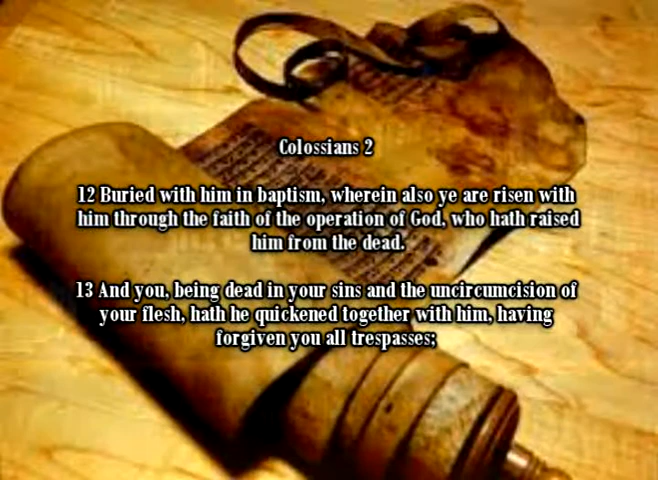 Colossians 2
12 Buried with him in baptism, wherein also ye are risen with
him through the faith of the operation of God, who hath raised
him from the dead.
13 And you, being dead in your sins and the uncircumcision of
your flesh, hath he quickened together with him, having
forgiven you all trespasses;